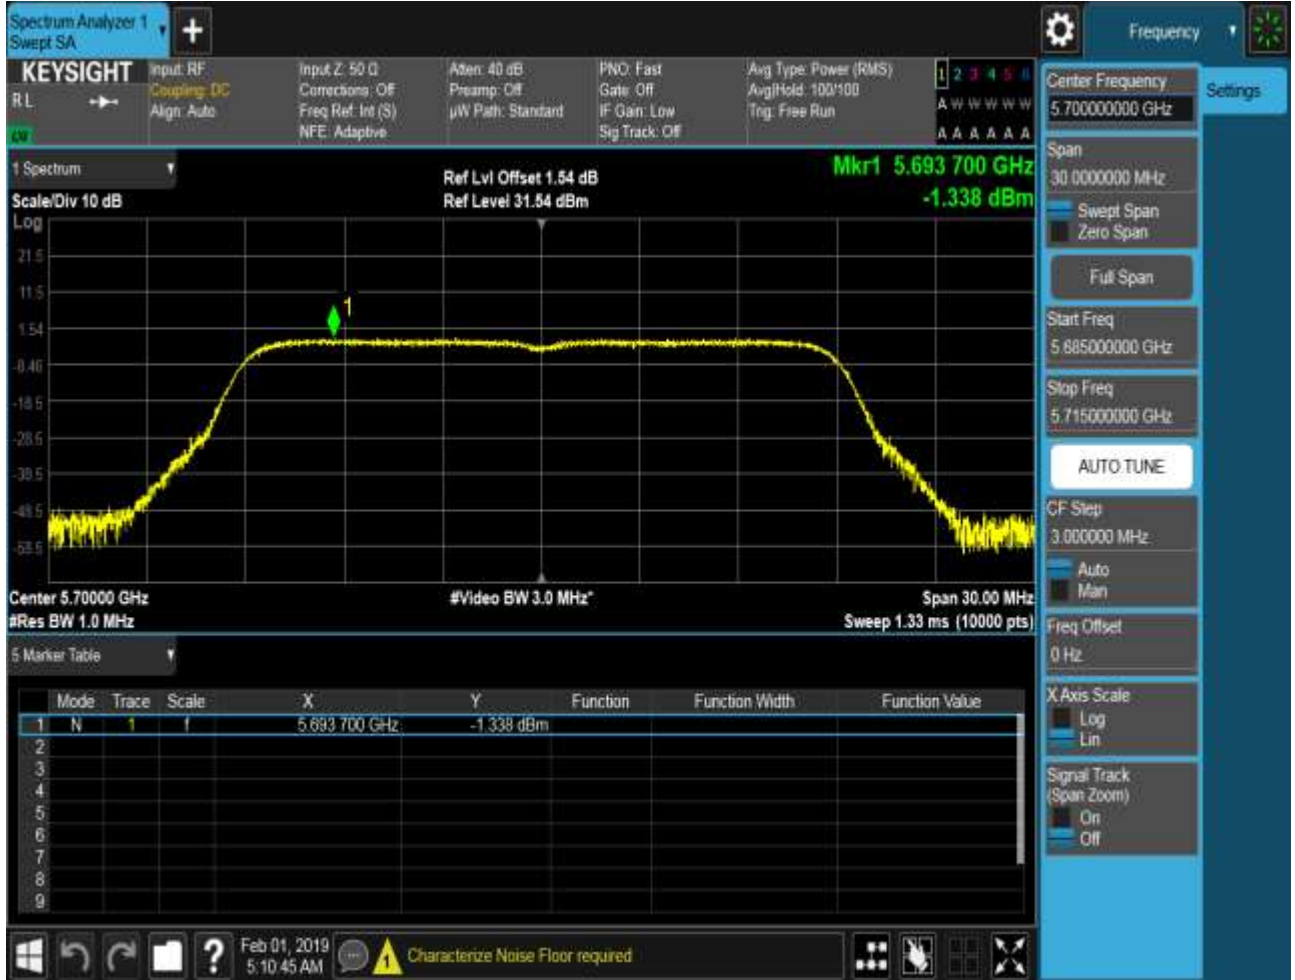 Spectrum Analyzer 1
Swept SA
+
Frequency
KEYSIGHT
R L
Input: RF
Coupling: DC
Align: Auto
Input Z: 50 Ω
Corrections: Off
Freq Ref: Int (S)
NFE: Adaptive
Atten: 40 dB
Preamp: Off
µW Path: Standard
PNO: Fast
Gate: Off
IF Gain: Low
Sig Track: Off
Avg Type: Power (RMS)
Avg|Hold: 100/100
Trig: Free Run
1 2 3 4 5 6
A W W W W W
A A A A A A
1 Spectrum
Scale/Div 10 dB
Log
Ref Lvl Offset 1.54 dB
Ref Level 31.54 dBm
Mkr1 5.693 700 GHz
-1.338 dBm
21.5
11.5
1.54
-8.46
-18.5
-28.5
-38.5
-48.5
-58.5
1
Center 5.70000 GHz
#Res BW 1.0 MHz
#Video BW 3.0 MHz*
Span 30.00 MHz
Sweep 1.33 ms (10000 pts)
5 Marker Table
Mode Trace Scale X Y Function Function Width Function Value
1 N 1 f 5.693 700 GHz -1.338 dBm
2
3
4
5
6
7
8
9
Feb 01, 2019
5:10:45 AM
?
1
Characterize Noise Floor required
Center Frequency
5.700000000 GHz
Span
30.0000000 MHz
Swept Span
Zero Span
Full Span
Start Freq
5.685000000 GHz
Stop Freq
5.715000000 GHz
AUTO TUNE
CF Step
3.000000 MHz
Auto
Man
Freq Offset
0 Hz
X Axis Scale
Log
Lin
Signal Track
(Span Zoom)
On
Off
Settings